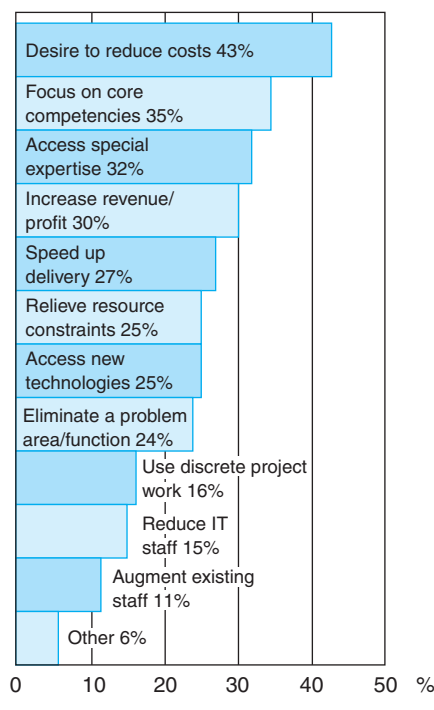 Desire to reduce costs 43%
Focus on core
competencies 35%
Access special
expertise 32%
Increase revenue/
profit 30%
Speed up
delivery 27%
Relieve resource
constraints 25%
Access new
technologies 25%
Eliminate a problem
area/function 24%
Use discrete project
work 16%
Reduce IT
staff 15%
Augment existing
staff 11%
Other 6%
0 10 20 30 40 50 %